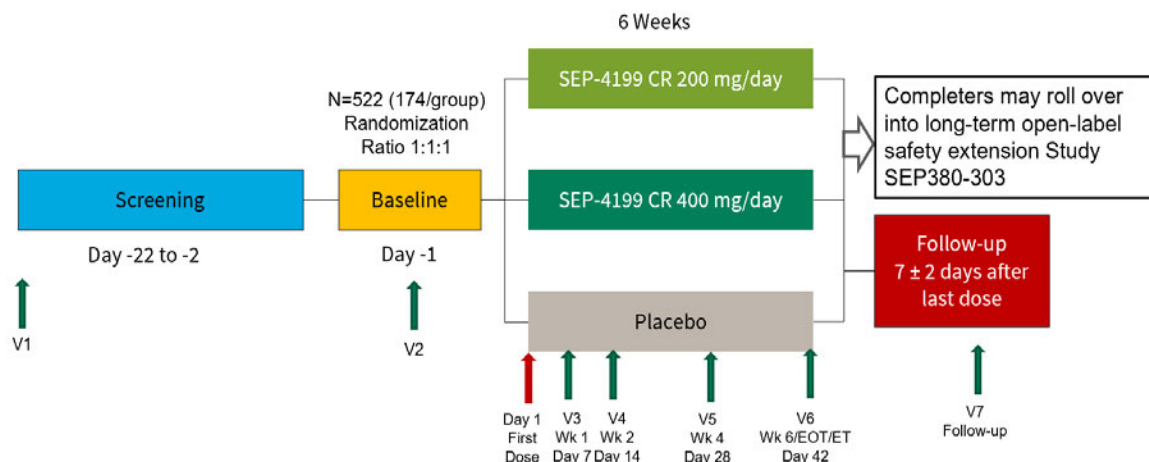 6 Weeks
SEP-4199 CR 200 mg/day
N=522 (174/group)
Randomization
Ratio 1:1:1
Completers may roll over
into long-term open-label
safety extension Study
SEP380-303
Screening
Baseline
SEP-4199 CR 400 mg/day
Day -22 to -2
Day -1
Follow-up
7 ± 2 days after
last dose
Placebo
V1
V2
Day 1
First
Dose
V3
Wk 1
Day 7
V4
Wk 2
Day 14
V5
Wk 4
Day 28
V6
Wk 6/EOT/ET
Day 42
V7
Follow-up